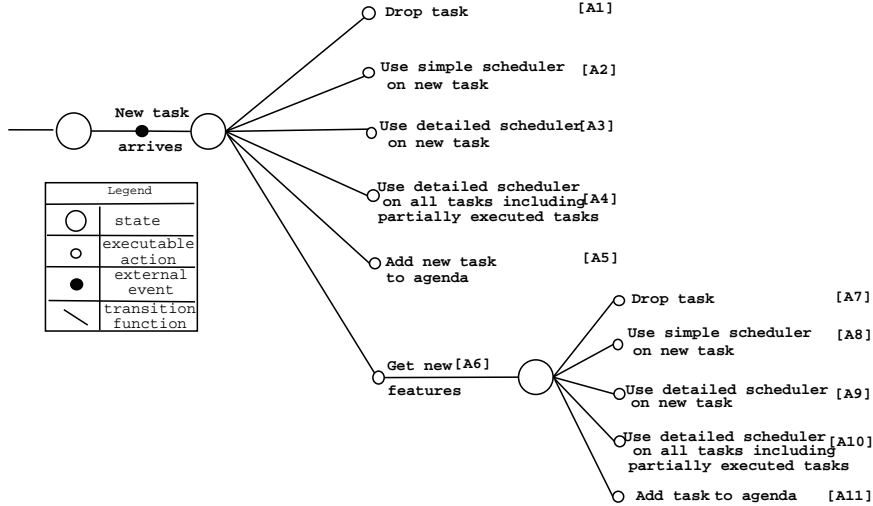 Drop task [A1]
Use simple scheduler [A2]
on new task
New task
arrives
Use detailed scheduler [A3]
on new task
Use detailed scheduler
on all tasks including [A4]
partially executed tasks
Add new task [A5]
to agenda
Get new [A6]
features
Drop task [A7]
Use simple scheduler [A8]
on new task
Use detailed scheduler [A9]
on new task
Use detailed scheduler [A10]
on all tasks including
partially executed tasks
Add task to agenda [A11]
Legend
state
executable
action
external
event
transition
function